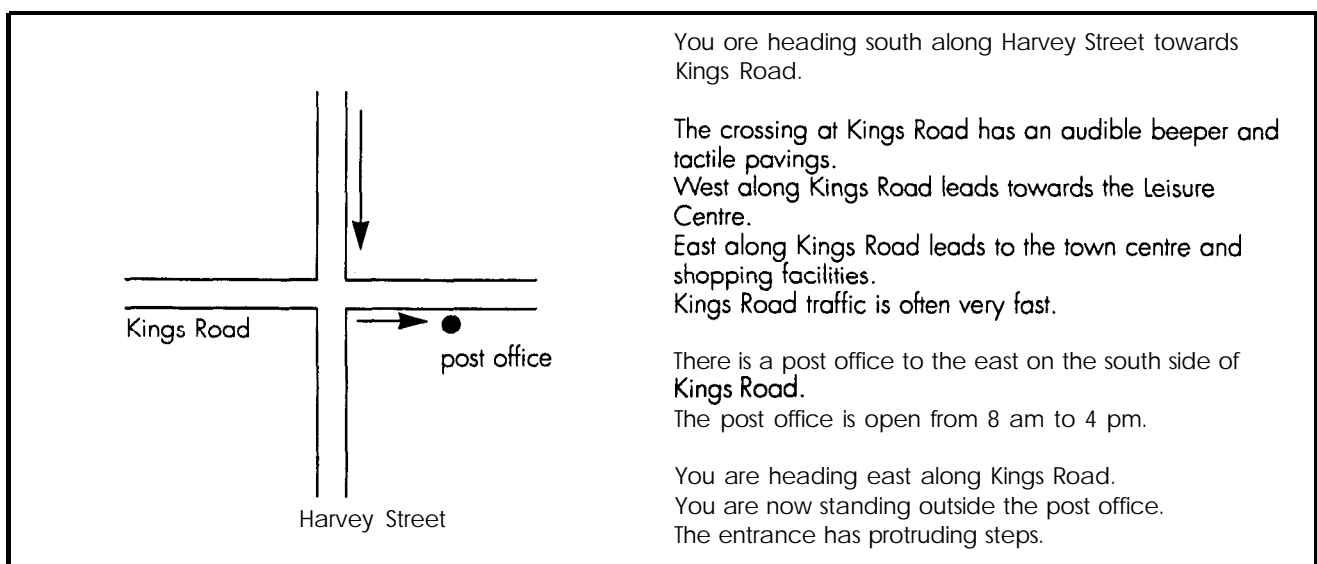 You ore heading south along Harvey Street towards
Kings Road.
The crossing at Kings Road has an audible beeper and
tactile pavings.
West along Kings Road leads towards the Leisure
Centre.
East along Kings Road leads to the town centre and
shopping facilities.
Kings Road traffic is often very fast.
There is a post office to the east on the south side of
Kings Road.
The post office is open from 8 am to 4 pm.
You are heading east along Kings Road.
You are now standing outside the post office.
The entrance has protruding steps.
Kings Road
post office
Harvey Street